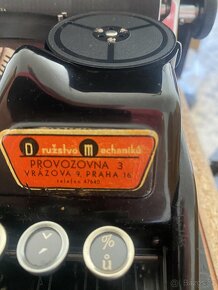 Družstvo Mechaniků
PROVOZOVNA 3
VRÁZOVA 9, PRAHA 16
telefon 47640
%
ů